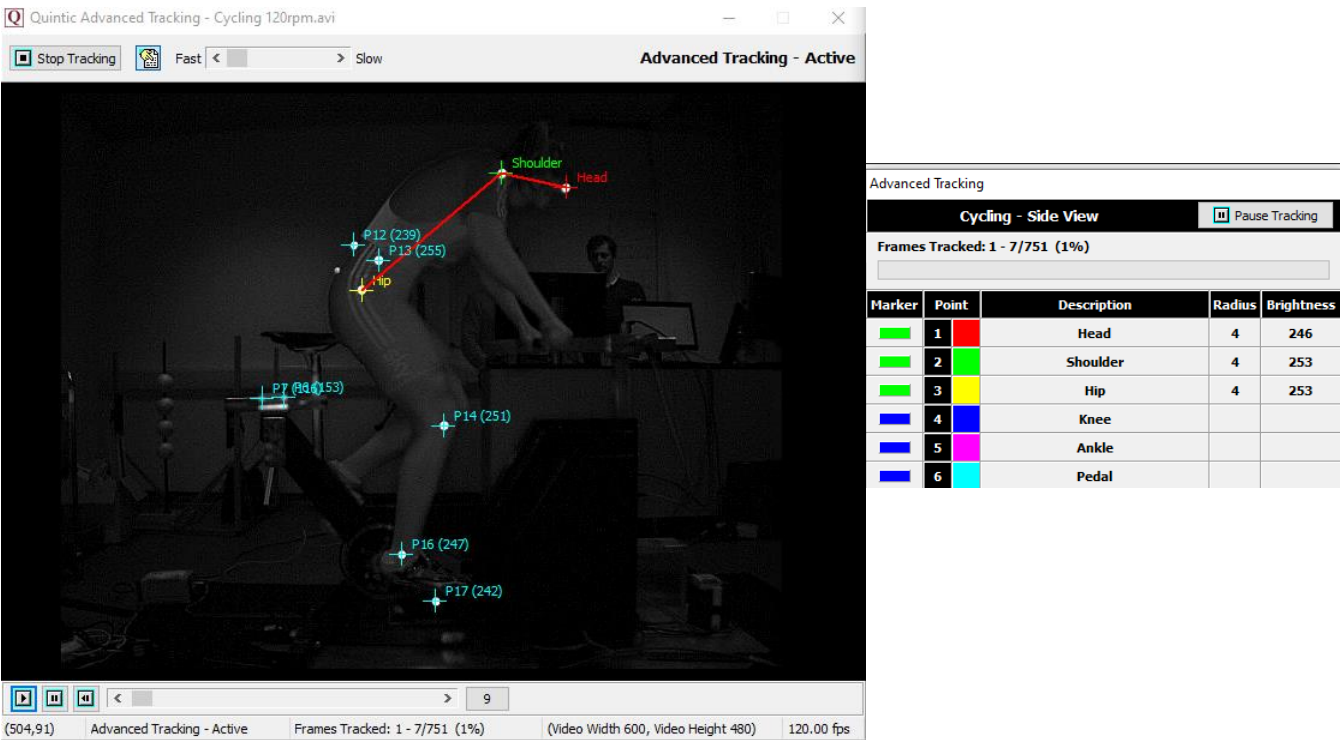 Quintic Advanced Tracking - Cycling 120rpm.avi
Stop Tracking Fast Slow Advanced Tracking - Active
Shoulder
Head
P12 (239)
P13 (255)
Hip
P14 (251)
P16 (247)
P17 (242)
9
(504,91) Advanced Tracking - Active Frames Tracked: 1 - 7/751 (1%) (Video Width 600, Video Height 480) 120.00 fps
Advanced Tracking
Cycling - Side View Pause Tracking
Frames Tracked: 1 - 7/751 (1%)
Marker Point Description Radius Brightness
1 Head 4 246
2 Shoulder 4 253
3 Hip 4 253
4 Knee
5 Ankle
6 Pedal